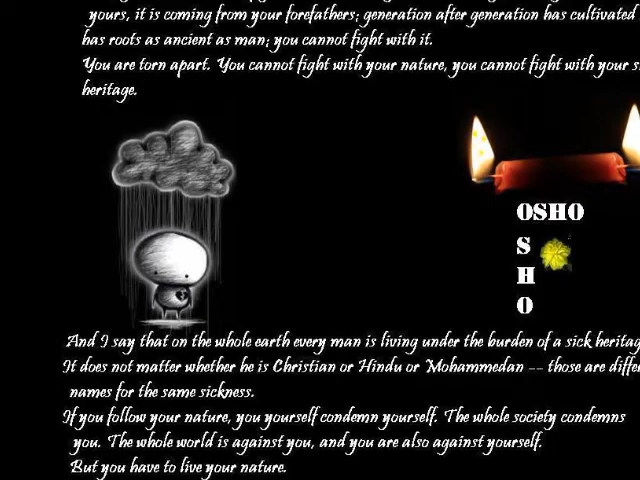 yours, it is coming from your forefathers; generation after generation has cultivated
has roots as ancient as man; you cannot fight with it.
You are torn apart. You cannot fight with your nature, you cannot fight with your
heritage.
OSHO
S
H
O
And I say that on the whole earth every man is living under the burden of a sick
It does not matter whether he is Christian or Hindu or Mohammedan -- those are
names for the same sickness.
If you follow your nature, you yourself condemn yourself. The whole society condemns
you. The whole world is against you, and you are also against yourself.
But you have to live your nature.